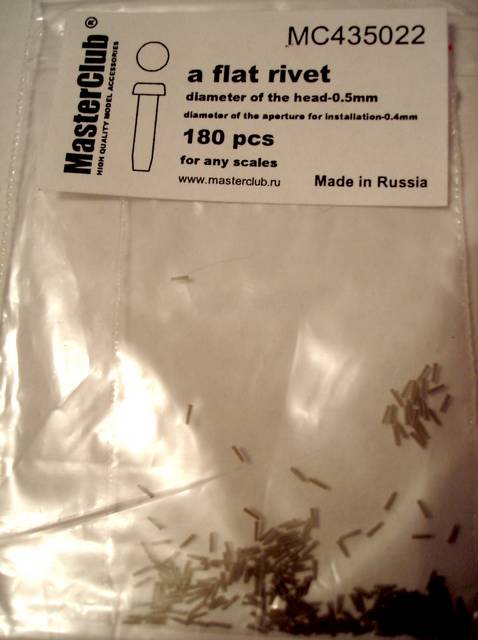 MasterClub®
HIGH QUALITY MODEL ACCESSORIES
MC435022
a flat rivet
diameter of the head-0.5mm
diameter of the aperture for installation-0.4mm
180 pcs
for any scales
www.masterclub.ru Made in Russia